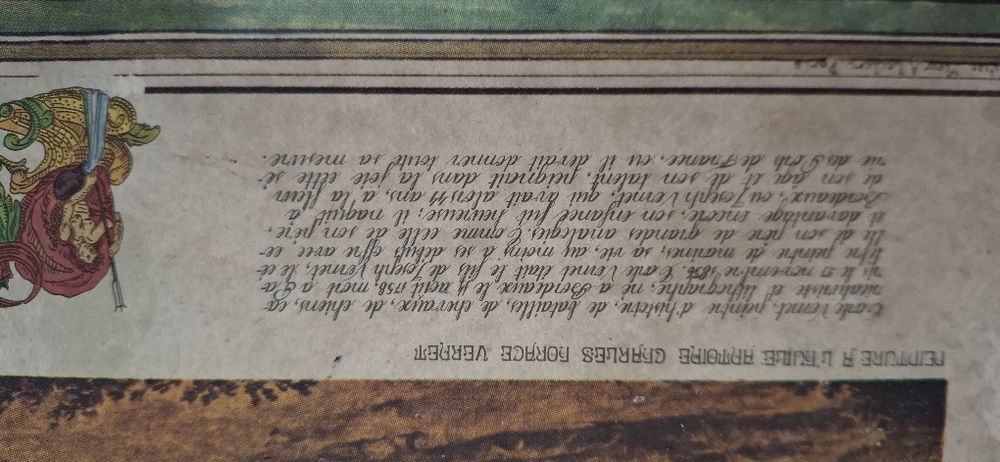 PEINTURE A L'HUILE ANTOINE CHARLES HORACE VERNET
Carle Vernet, peintre d'histoire, de batailles, de chevaux, de chiens, ca
ricaturiste et lithographe, né à Bordeaux le 14 août 1758, mort à Pa
ris le 27 novembre 1836. Carle Vernet était le fils de Joseph Vernet, le cé
lèbre peintre de marines, sa vie, au moins à ses débuts offre avec ce
lle de son père de grandes analogies. Comme celle de son père,
et davantage encore, son enfance fut heureuse; il naquit à
Bordeaux, où Joseph Vernet, qui avait alors 44 ans, à la fleur
de son âge et de son talent, peignait dans la joie cette sé
rie de Ports de France, où il devait donner toute sa mesure.
Paris